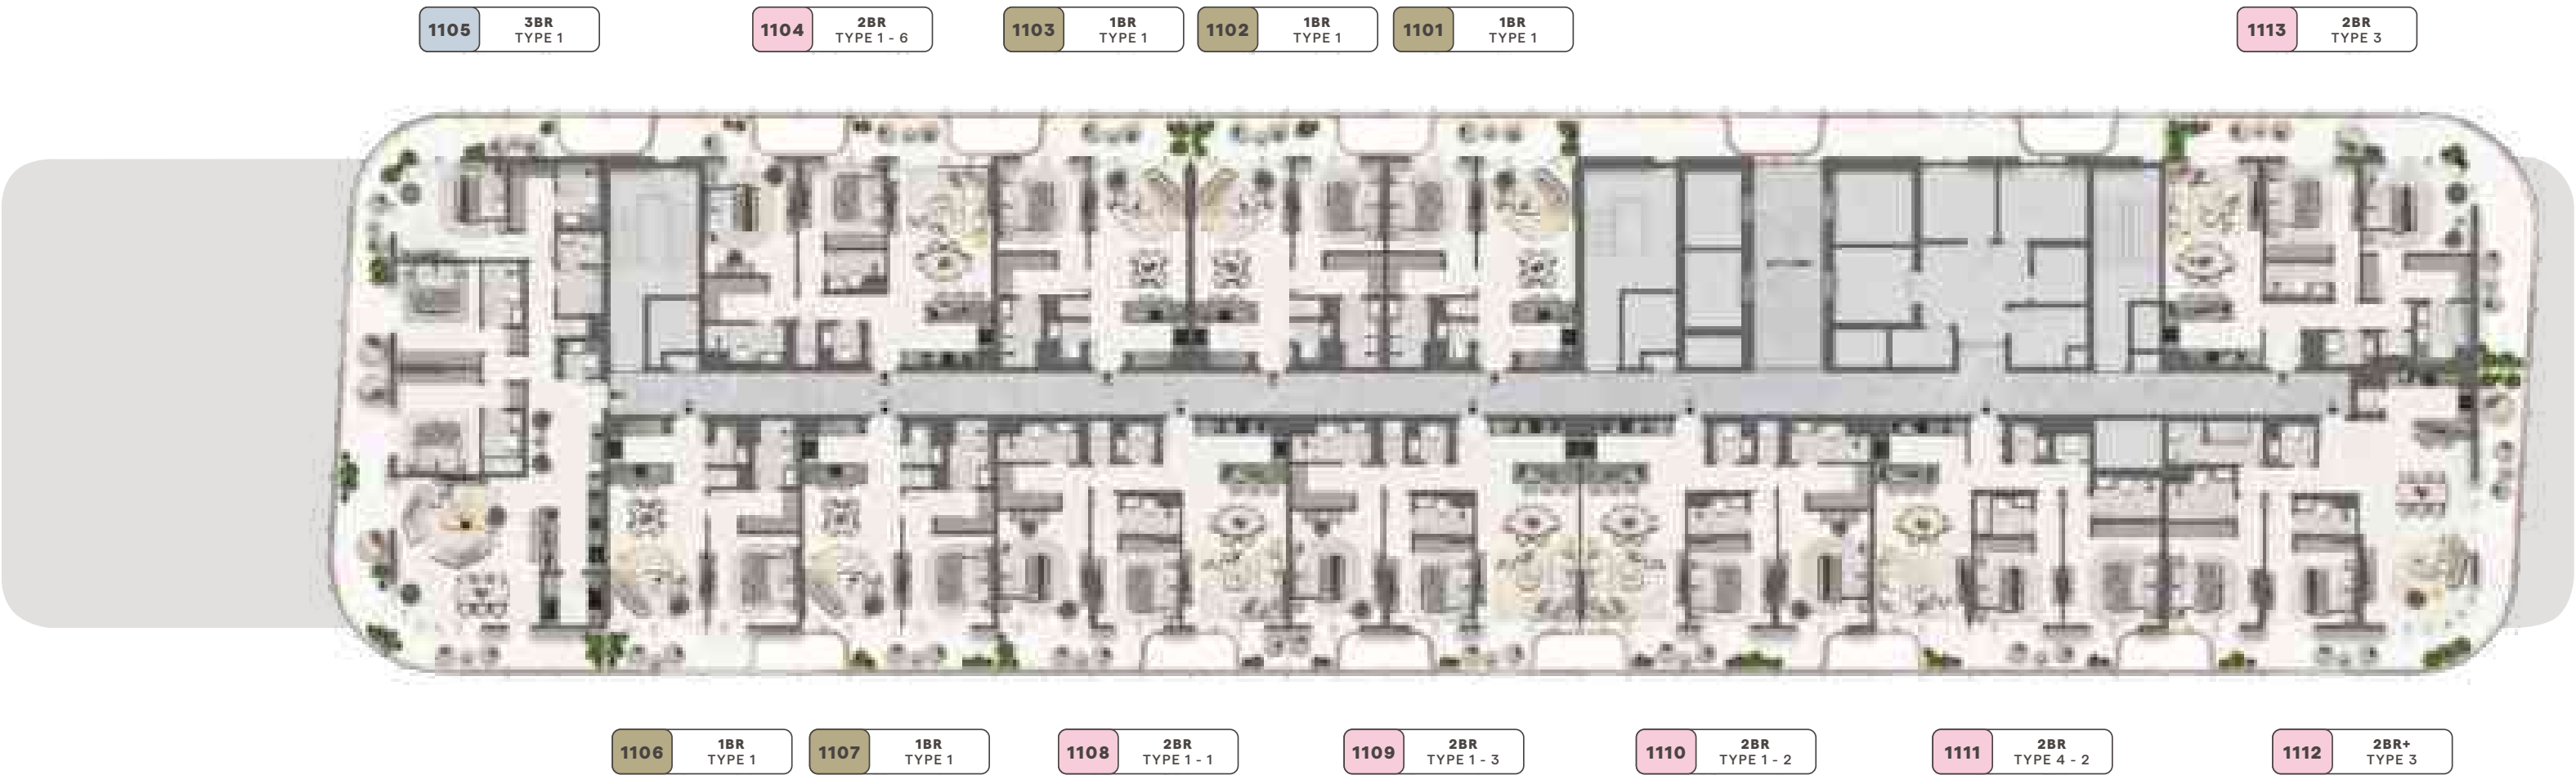 1105 3BR
TYPE 1
1104 2BR
TYPE 1 - 6
1103 1BR
TYPE 1
1102 1BR
TYPE 1
1101 1BR
TYPE 1
1113 2BR
TYPE 3
1106 1BR
TYPE 1
1107 1BR
TYPE 1
1108 2BR
TYPE 1 - 1
1109 2BR
TYPE 1 - 3
1110 2BR
TYPE 1 - 2
1111 2BR
TYPE 4 - 2
1112 2BR+
TYPE 3